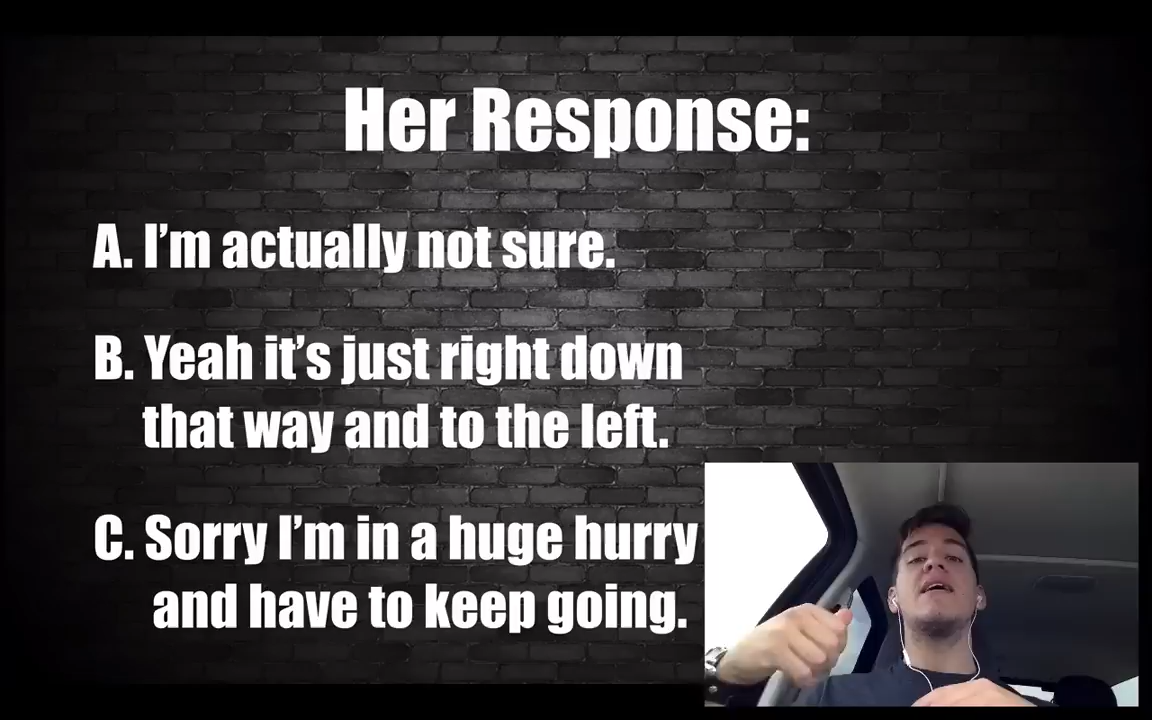 Her Response:
A. I'm actually not sure.
B. Yeah it's just right down
that way and to the left.
C. Sorry I'm in a huge hurry
and have to keep going.